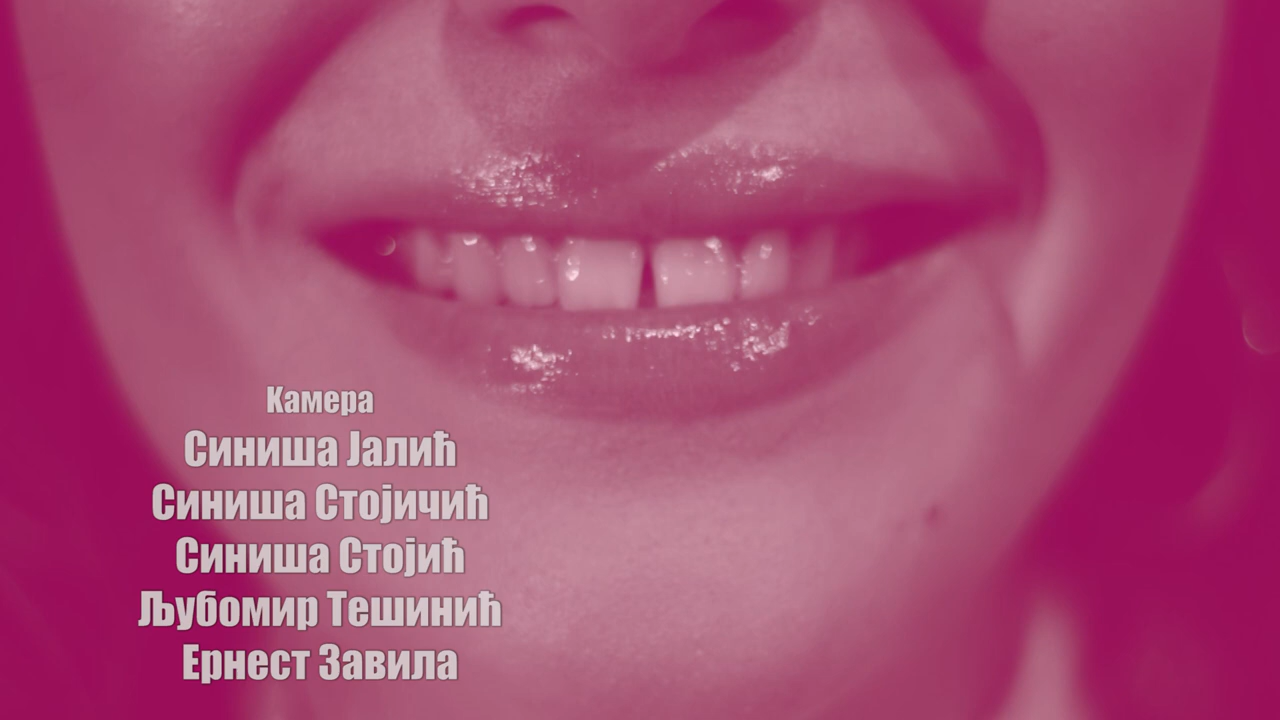 Камера
Синиша Јалић
Синиша Стојичић
Синиша Стојић
Љубомир Тешинић
Ернест Завила